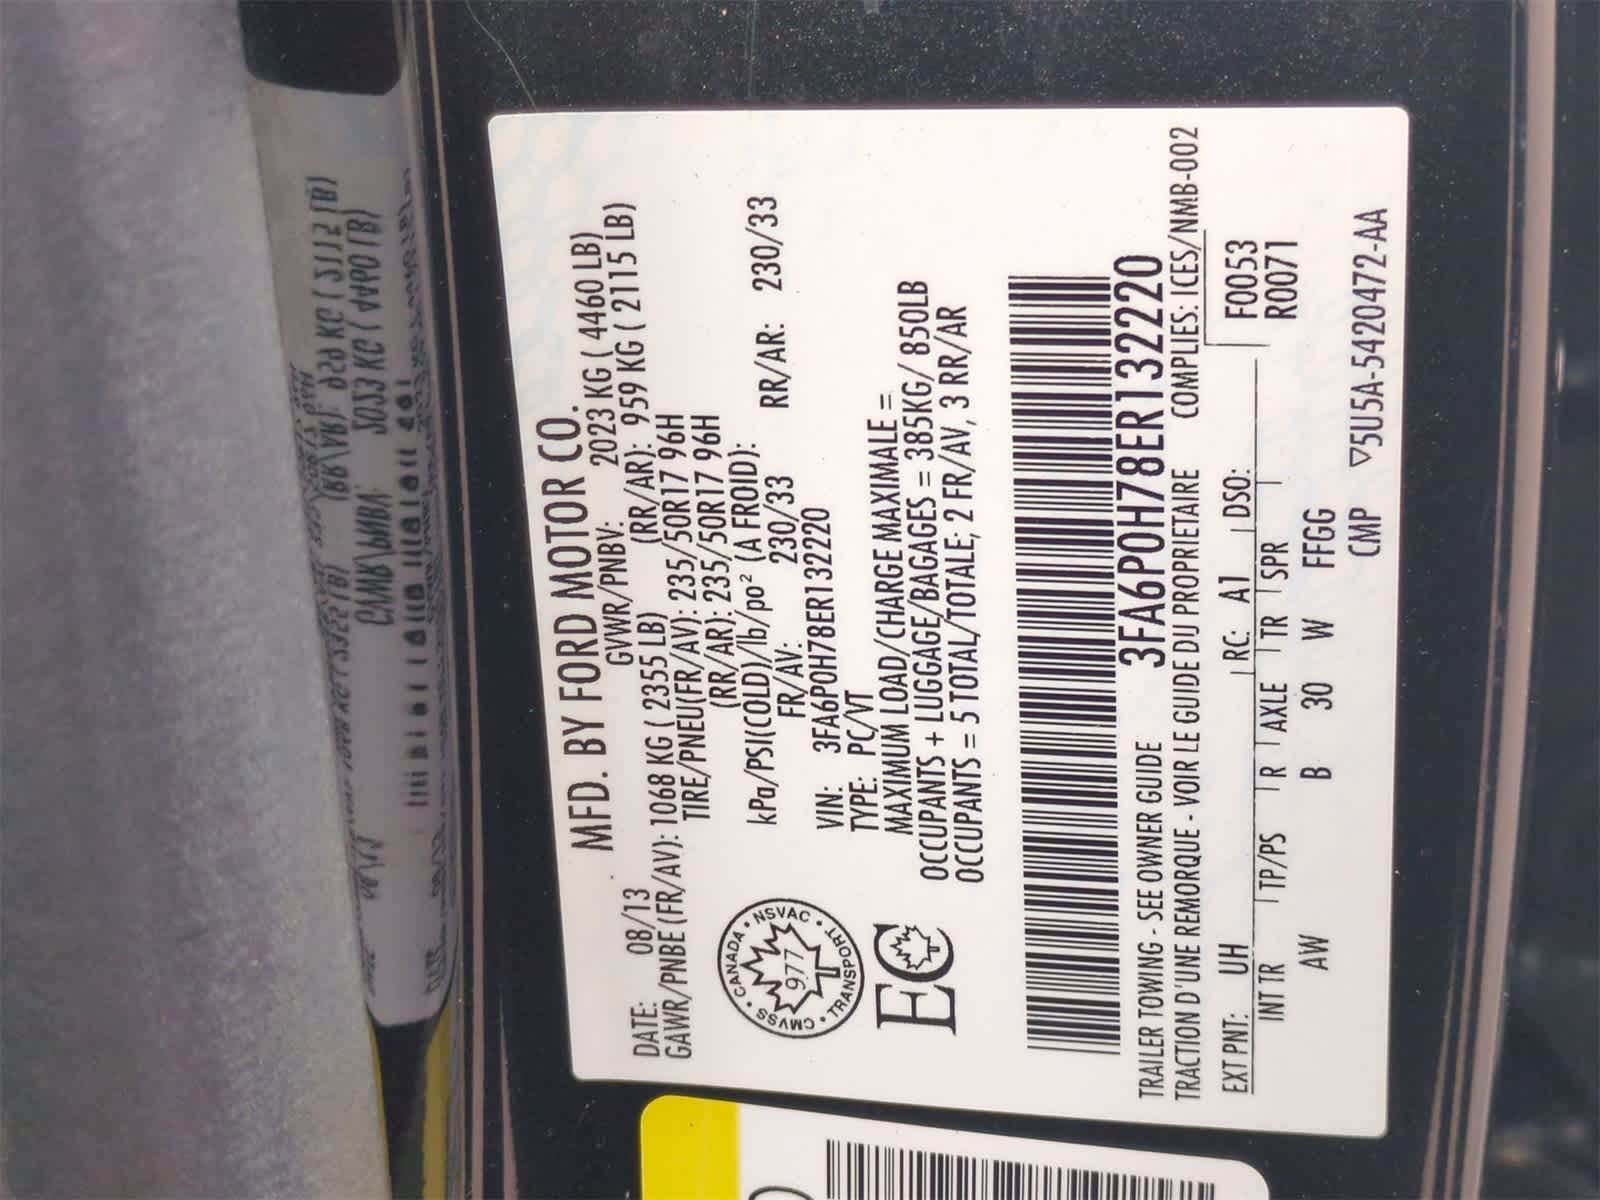 MFD. BY FORD MOTOR CO.
DATE: 08/13 GVWR/PNBV: 2023 KG ( 4460 LB)
GAWR/PNBE (FR/AV): 1068 KG ( 2355 LB) (RR/AR): 959 KG ( 2115 LB)
TIRE/PNEU(FR/AV): 235/50R17 96H
(RR/AR): 235/50R17 96H
kPa/PSI(COLD)/lb/po² (A FROID):
FR/AV: 230/33 RR/AR: 230/33
VIN: 3FA6P0H78ER132220
TYPE: PC/VT
MAXIMUM LOAD/CHARGE MAXIMALE =
OCCUPANTS + LUGGAGE/BAGAGES = 385KG/ 850LB
OCCUPANTS = 5 TOTAL/TOTALE; 2 FR/AV, 3 RR/AR
CANADA • NSVAC • TRANSPORT • CMVSS •
977
EC
3FA6P0H78ER132220
TRAILER TOWING - SEE OWNER GUIDE
TRACTION D'UNE REMORQUE - VOIR LE GUIDE DU PROPRIETAIRE COMPLIES: ICES/NMB-002
EXT PNT: UH RC: A1 DSO: F0053
R0071
INT TR TP/PS R AXLE TR SPR
AW B 30 W FFGG
CMP ▽5U5A-5420472-AA